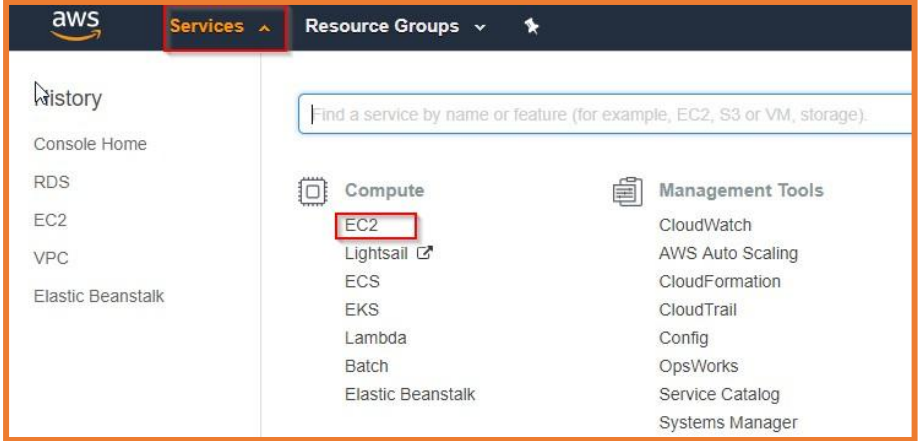 aws
Services
Resource Groups
History
Console Home
RDS
EC2
VPC
Elastic Beanstalk
Find a service by name or feature (for example, EC2, S3 or VM, storage).
Compute
EC2
Lightsail
ECS
EKS
Lambda
Batch
Elastic Beanstalk
Management Tools
CloudWatch
AWS Auto Scaling
CloudFormation
CloudTrail
Config
OpsWorks
Service Catalog
Systems Manager